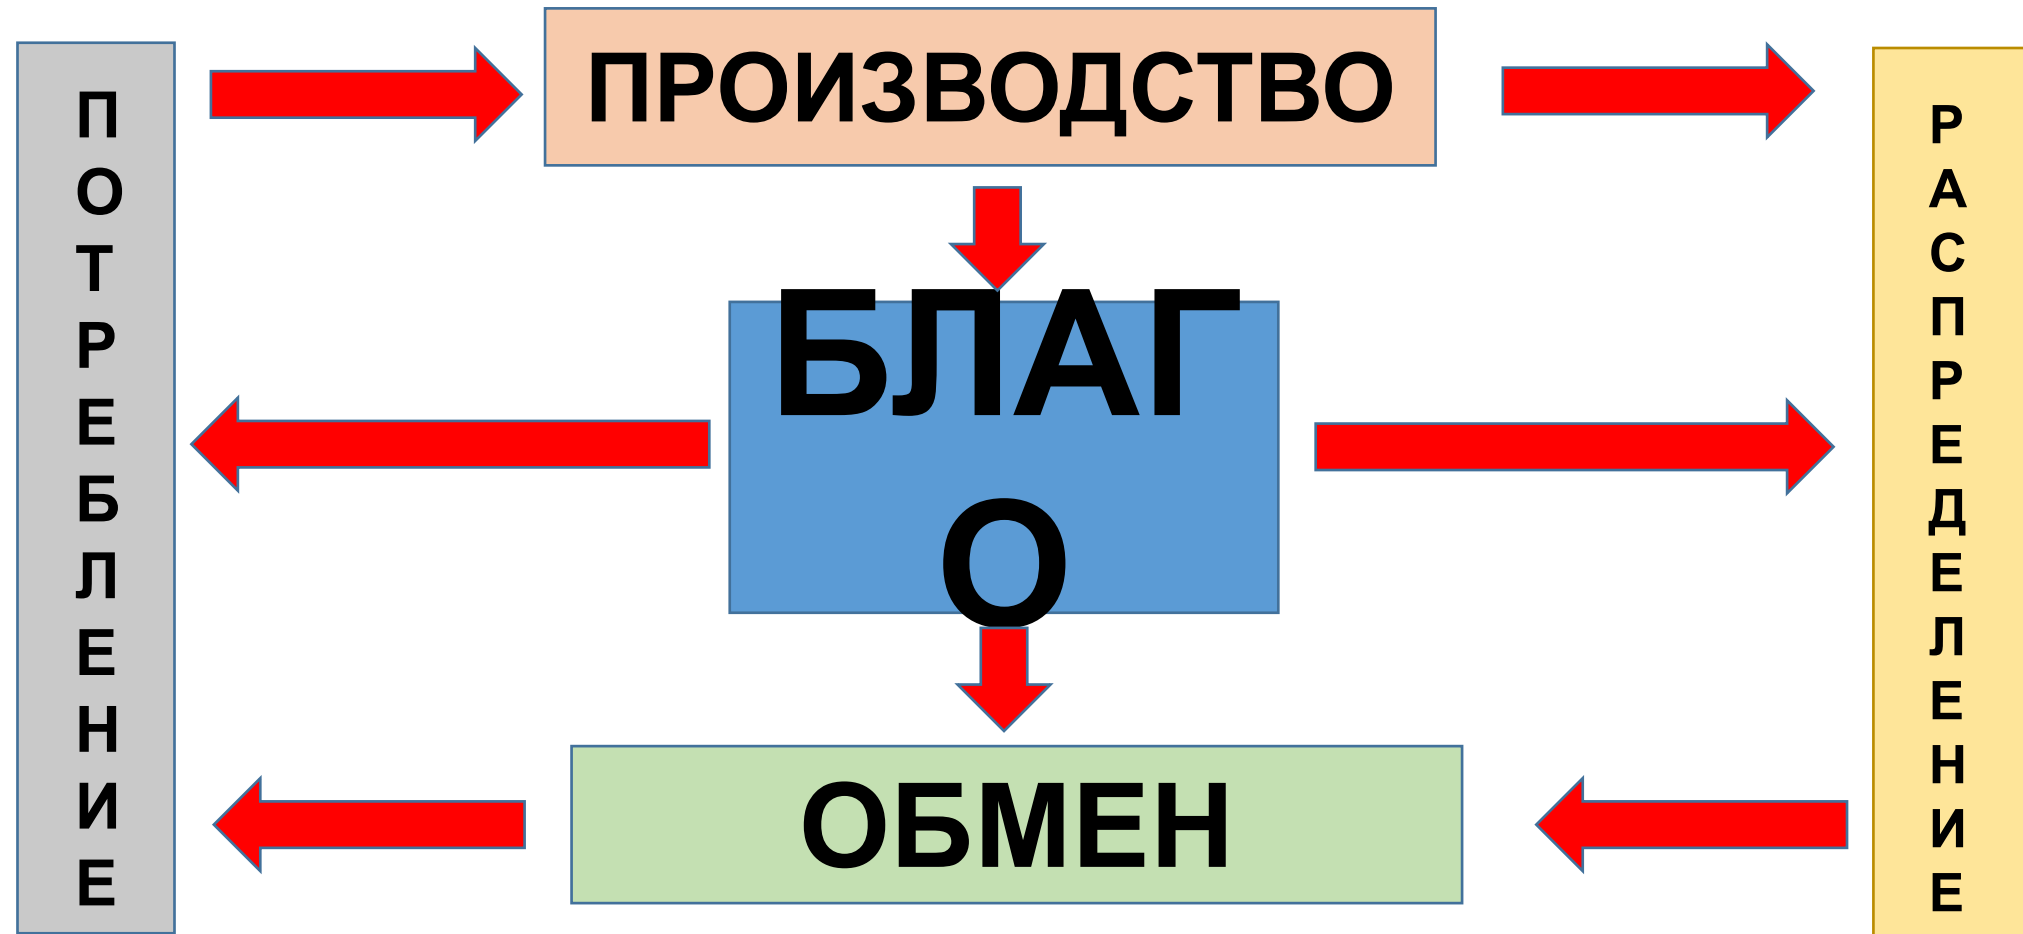 ПРОИЗВОДСТВО
П
О
Т
Р
Е
Б
Л
Е
Н
И
Е
БЛАГ
О
ОБМЕН
Р
А
С
П
Р
Е
Д
Е
Л
Е
Н
И
Е